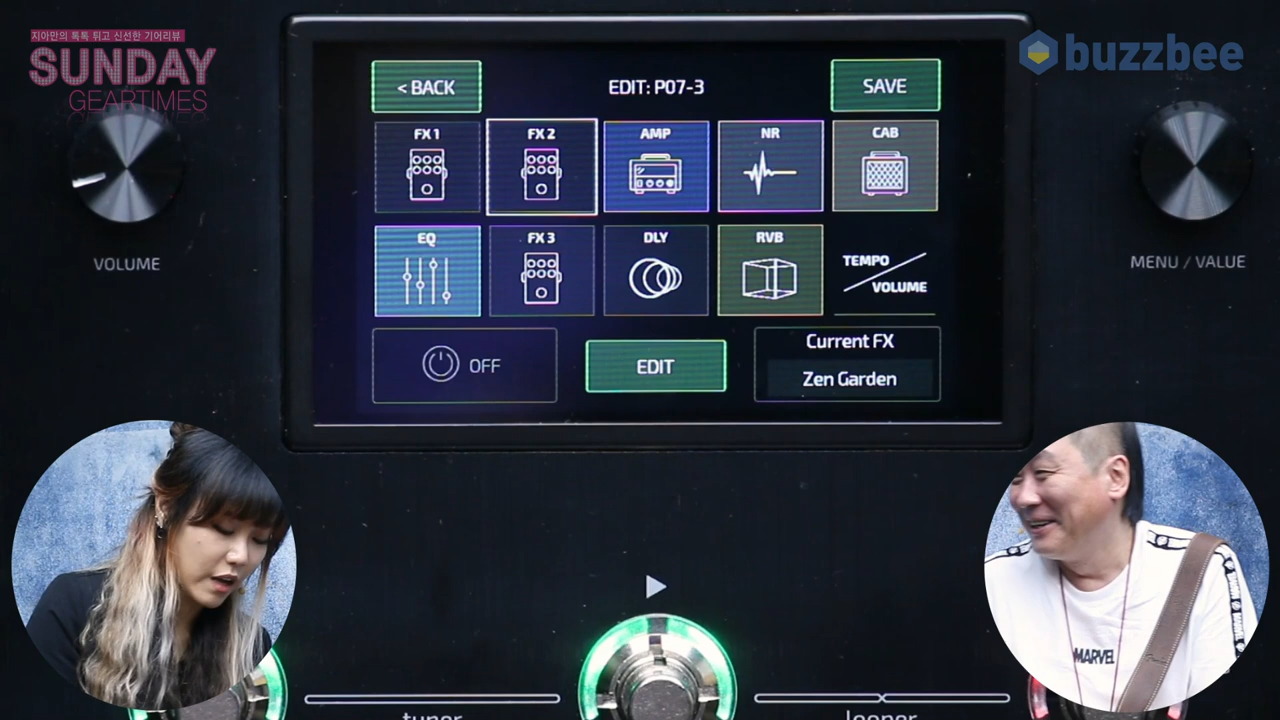 지아만의 톡톡 튀고 신선한 기어리뷰
SUNDAY
GEARTIMES
buzzbee
< BACK
EDIT: P07-3
SAVE
FX 1
FX 2
AMP
NR
CAB
EQ
FX 3
DLY
RVB
TEMPO
VOLUME
OFF
EDIT
Current FX
Zen Garden
VOLUME
MENU / VALUE
MARVEL
tuner
looper